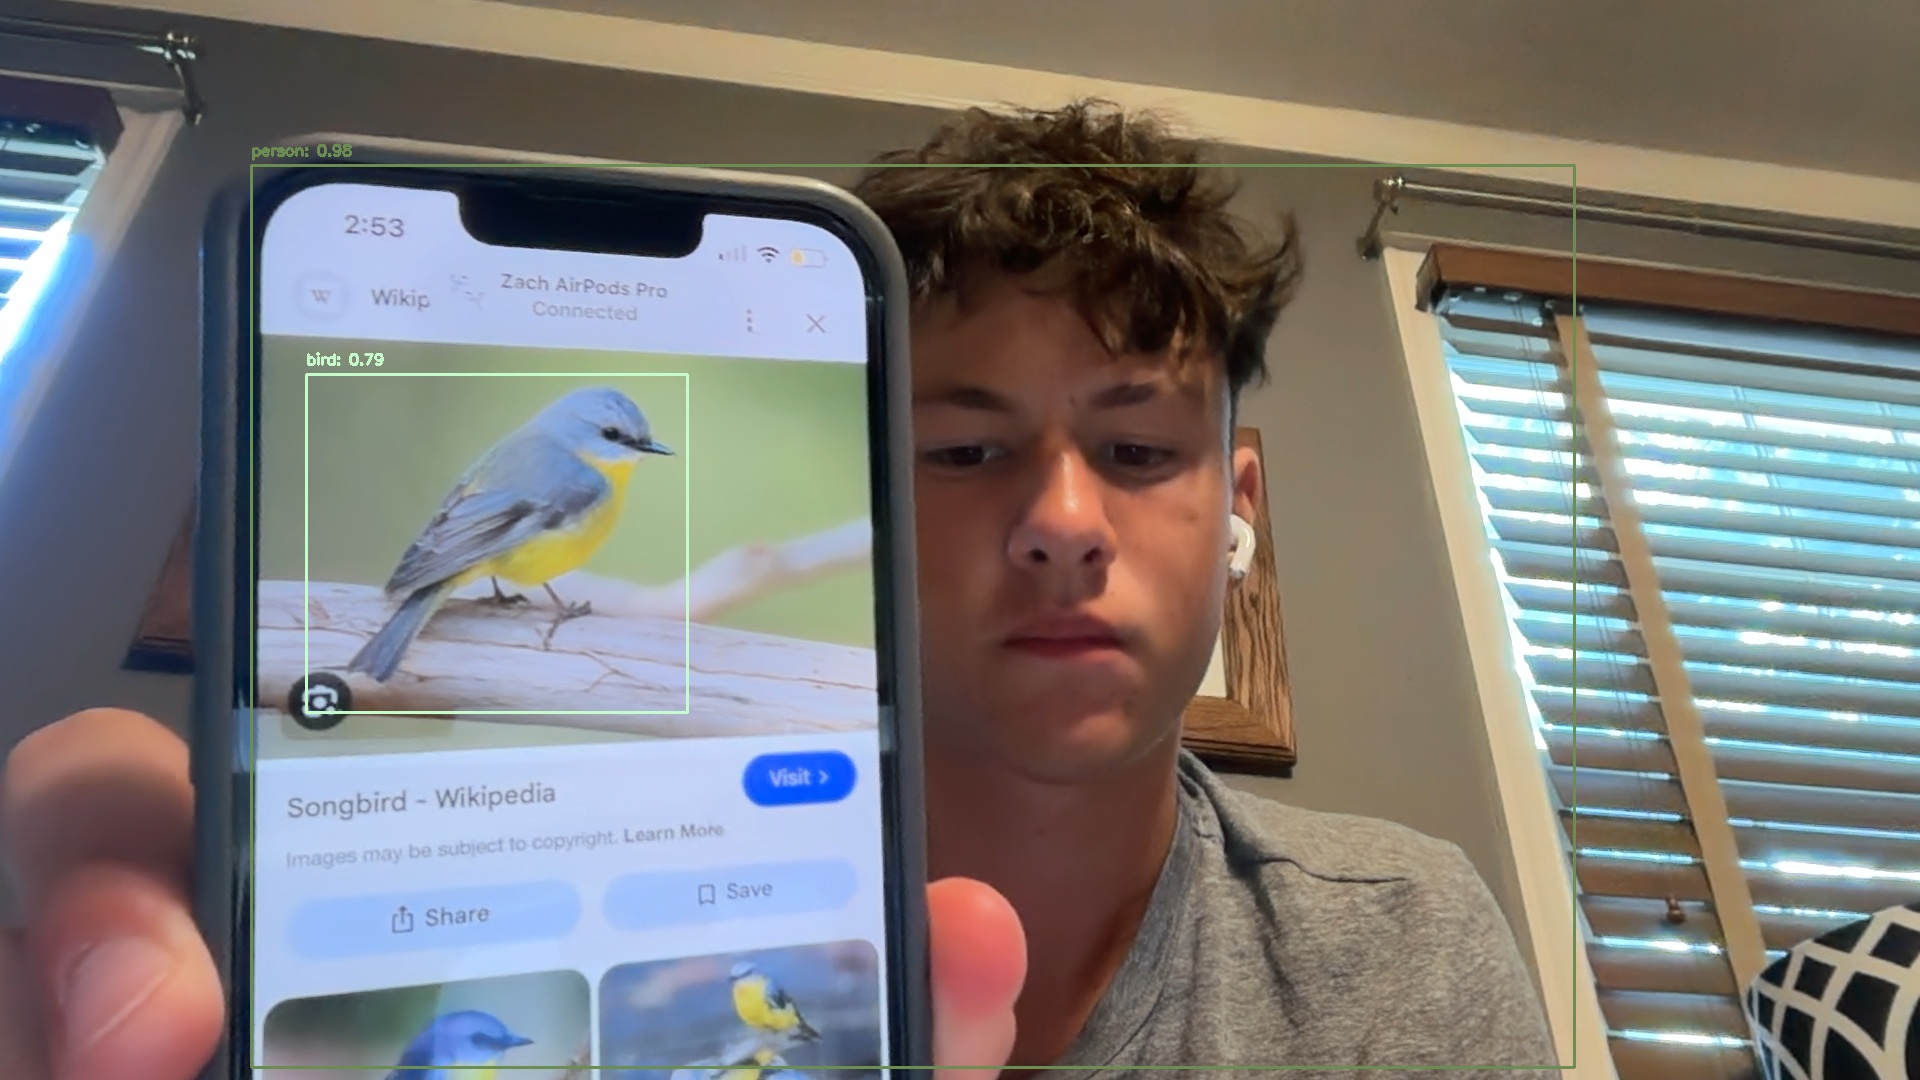 person: 0.98
2:53
W
Wikip
Zach AirPods Pro
Connected
bird: 0.79
Songbird - Wikipedia
Visit >
Images may be subject to copyright. Learn More
Share
Save